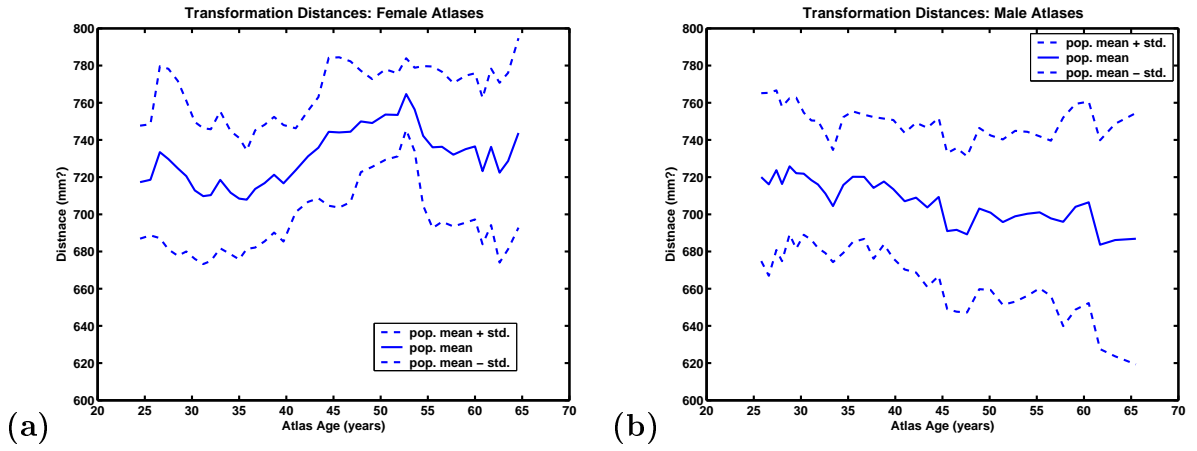 Transformation Distances: Female Atlases
800
780
760
740
720
700
680
660
640
620
600
Distnace (mm?)
pop. mean + std.
pop. mean
pop. mean − std.
20 25 30 35 40 45 50 55 60 65 70
Atlas Age (years)
(a)
Transformation Distances: Male Atlases
800
780
760
740
720
700
680
660
640
620
600
Distnace (mm?)
pop. mean + std.
pop. mean
pop. mean − std.
20 25 30 35 40 45 50 55 60 65 70
Atlas Age (years)
(b)